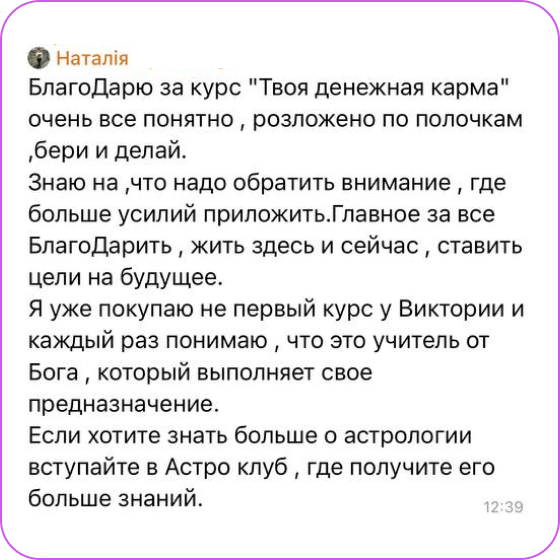 Наталія
БлагоДарю за курс "Твоя денежная карма"
очень все понятно , розложено по полочкам
,бери и делай.
Знаю на ,что надо обратить внимание , где
больше усилий приложить.Главное за все
БлагоДарить , жить здесь и сейчас , ставить
цели на будущее.
Я уже покупаю не первый курс у Виктории и
каждый раз понимаю , что это учитель от
Бога , который выполняет свое
предназначение.
Если хотите знать больше о астрологии
вступайте в Астро клуб , где получите его
больше знаний.
12:39